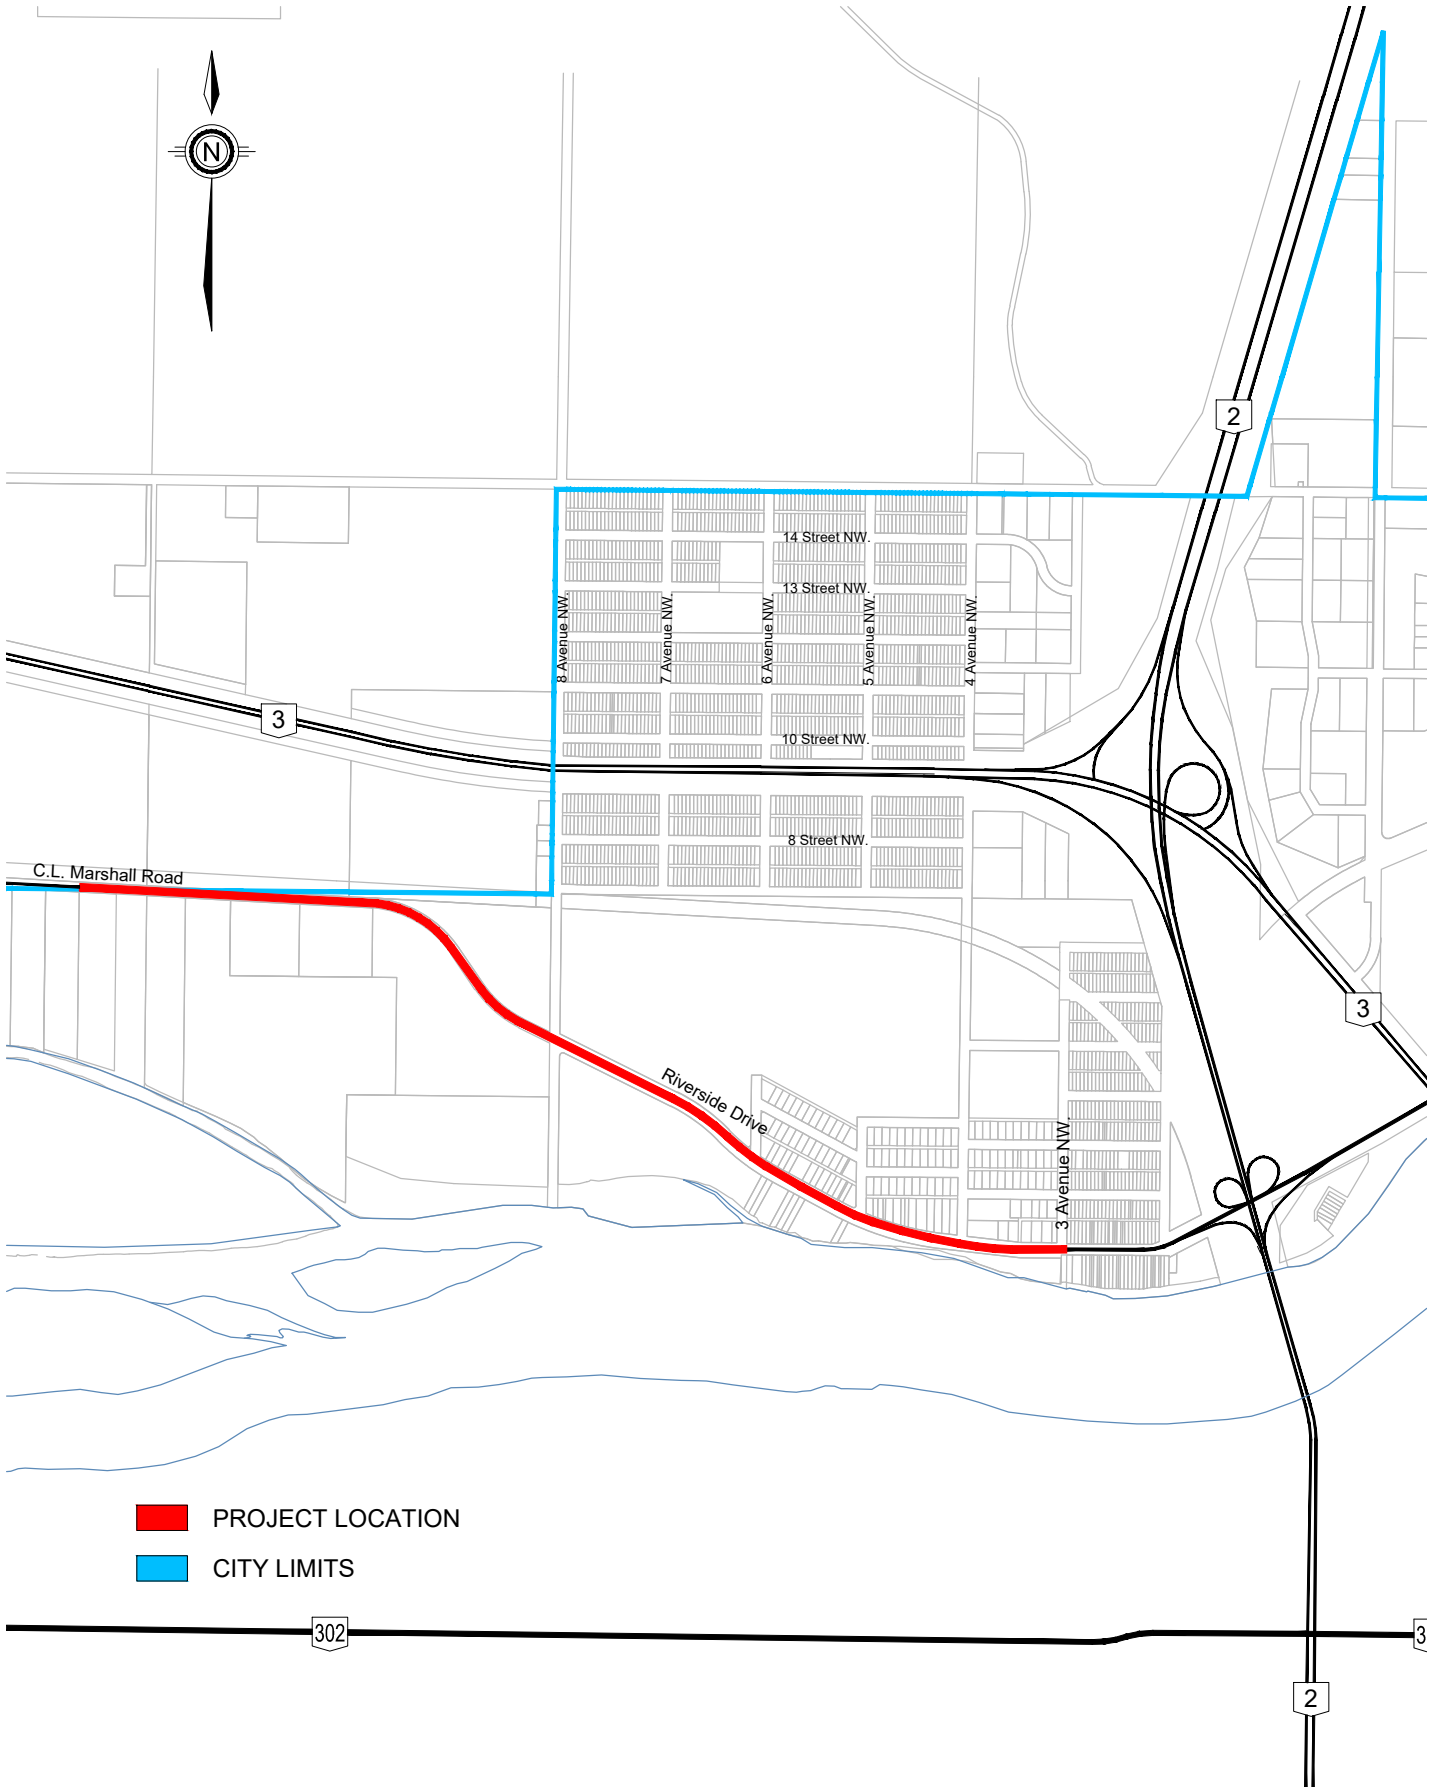 N
2
14 Street NW.
13 Street NW.
8 Avenue NW.
7 Avenue NW.
6 Avenue NW.
5 Avenue NW.
4 Avenue NW.
3
10 Street NW.
8 Street NW.
C.L. Marshall Road
3
Riverside Drive
3 Avenue NW.
PROJECT LOCATION
CITY LIMITS
302
3
2